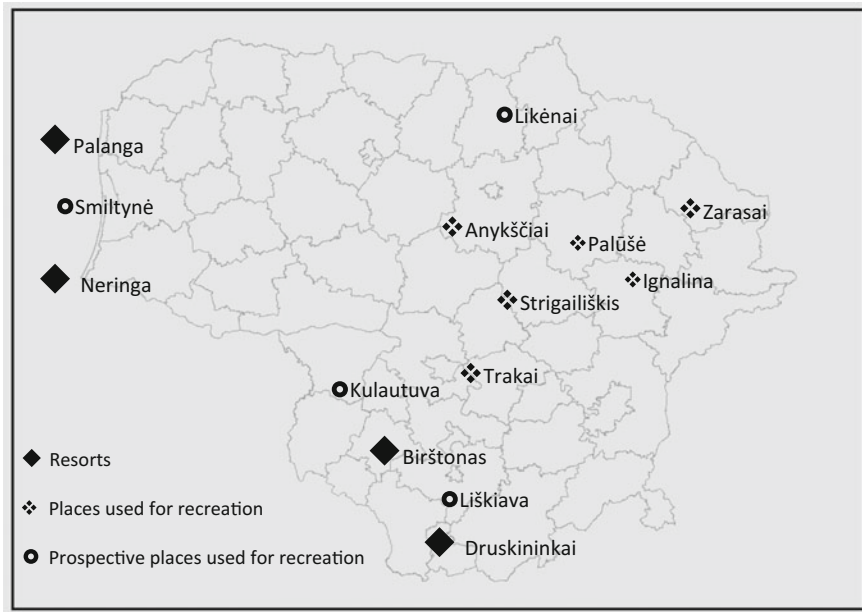 Likėnai
Palanga
Smiltynė
Zarasai
Anykščiai
Palūšė
Neringa
Ignalina
Strigailiškis
Trakai
Kulautuva
Birštonas
Resorts
Liškiava
Places used for recreation
Druskininkai
Prospective places used for recreation